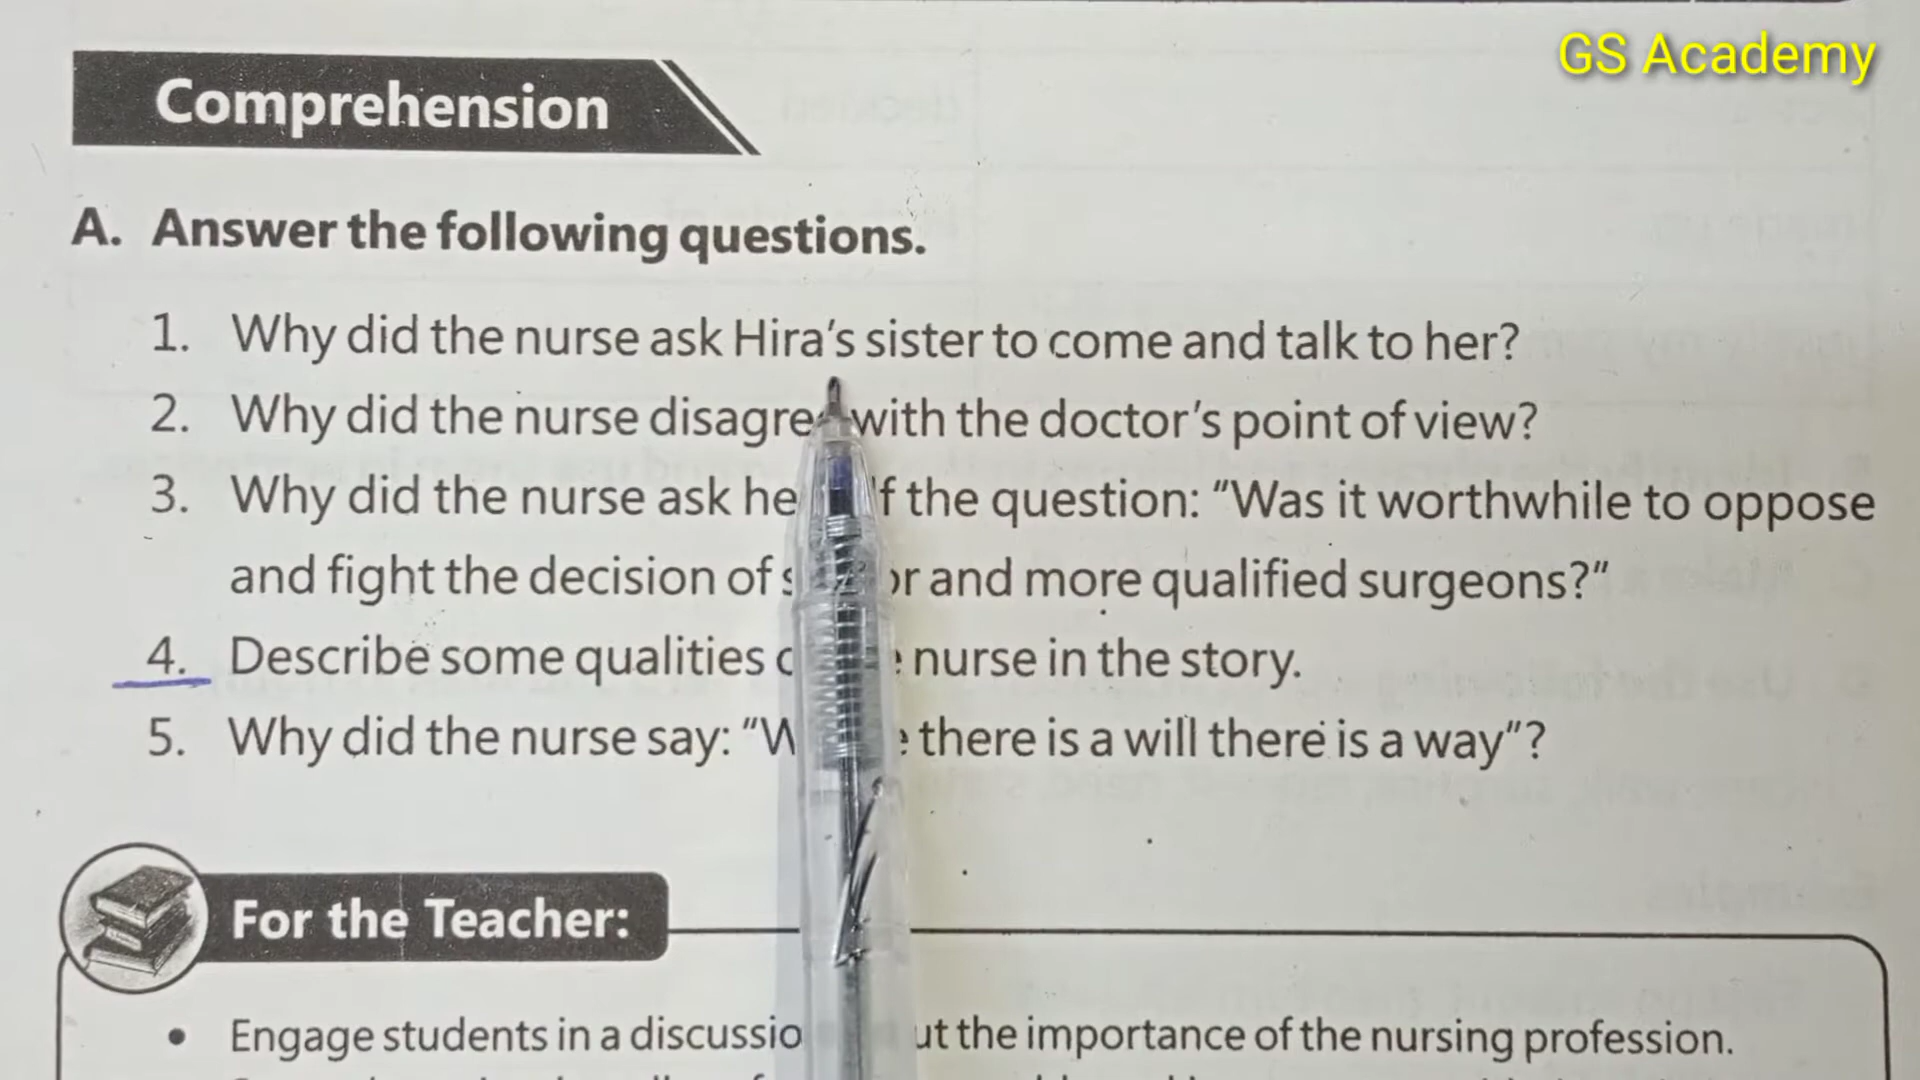 GS Academy
Comprehension
A. Answer the following questions.
1. Why did the nurse ask Hira's sister to come and talk to her?
2. Why did the nurse disagree with the doctor's point of view?
3. Why did the nurse ask he f the question: "Was it worthwhile to oppose
and fight the decision of s or and more qualified surgeons?"
4. Describe some qualities nurse in the story.
5. Why did the nurse say: "W e there is a will there is a way"?
For the Teacher:
• Engage students in a discussio ut the importance of the nursing profession.